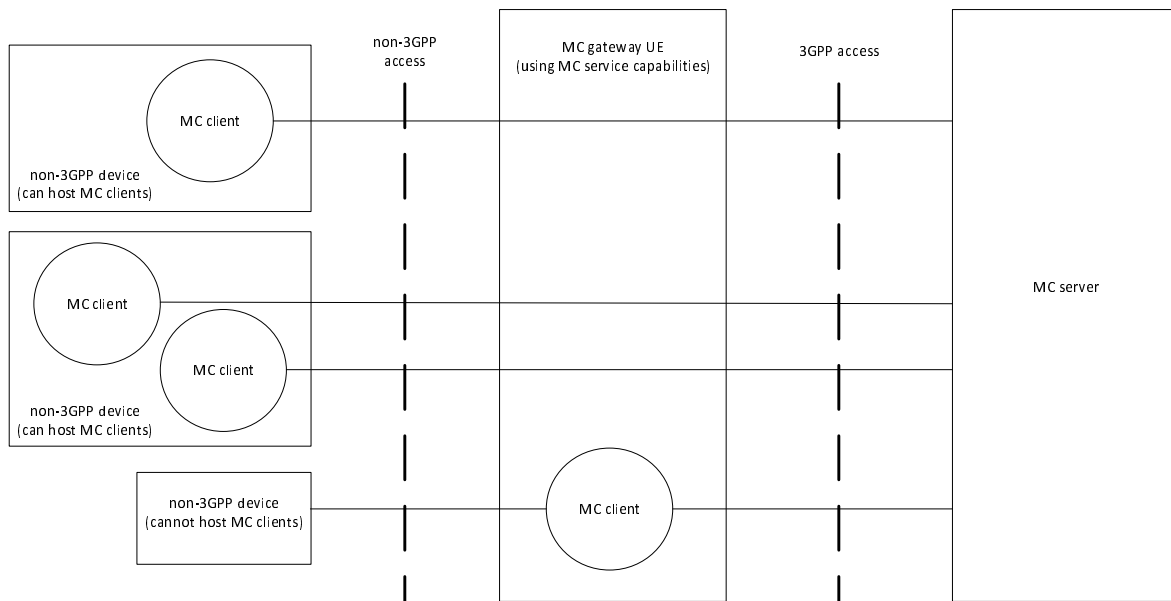 non-3GPP
access
MC gateway UE
(using MC service capabilities)
3GPP access
MC client
non-3GPP device
(can host MC clients)
MC client
MC client
non-3GPP device
(can host MC clients)
MC server
non-3GPP device
(cannot host MC clients)
MC client